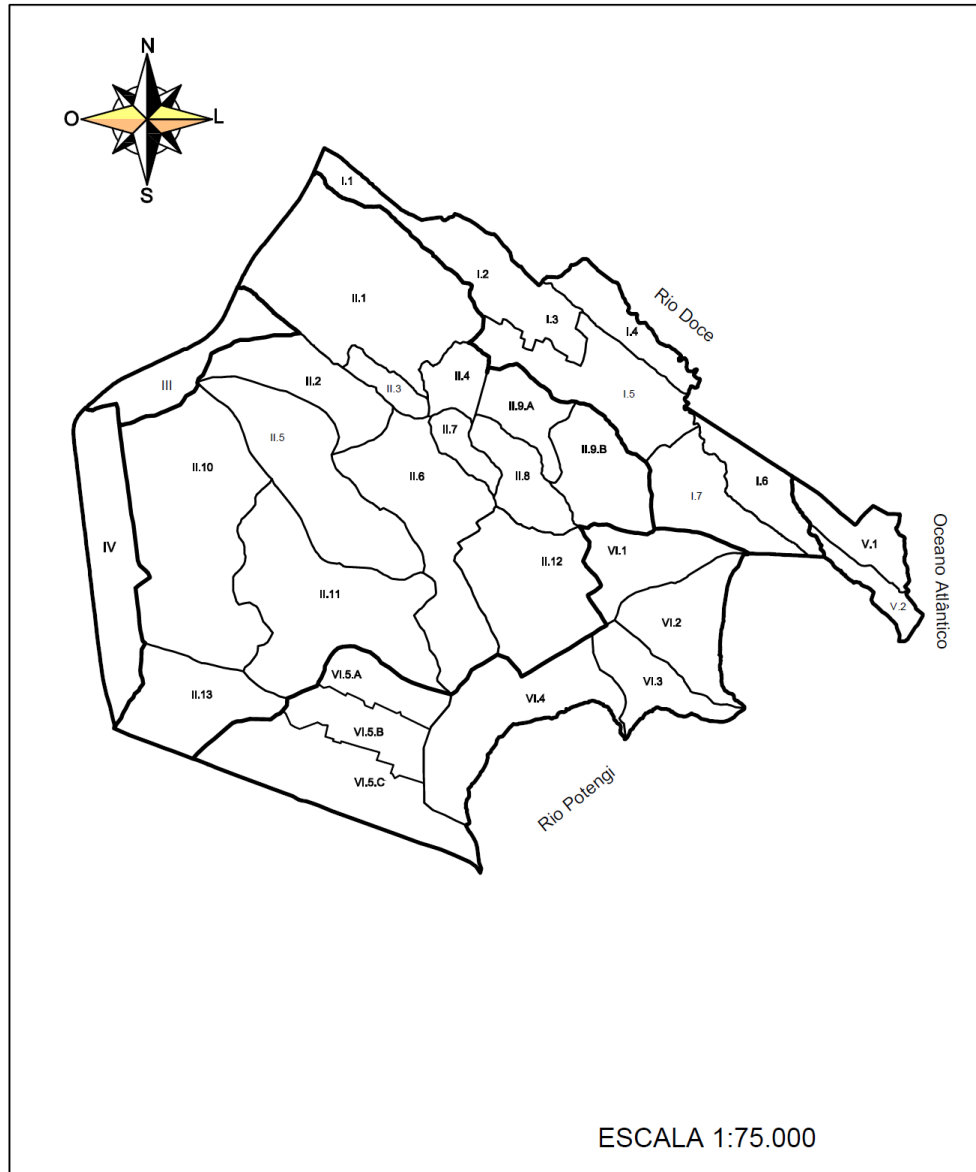 N
O
L
S
I.1
I.2
II.1
I.3
Rio Doce
I.4
III
II.2
II.3
II.4
I.5
II.9.A
II.5
II.7
II.10
II.6
II.8
II.9.B
I.6
I.7
IV
V.1
Oceano Atlântico
II.12
VI.1
II.11
V.2
VI.2
VI.5.A
VI.3
II.13
VI.4
VI.5.B
VI.5.C
Rio Potengi
ESCALA 1:75.000